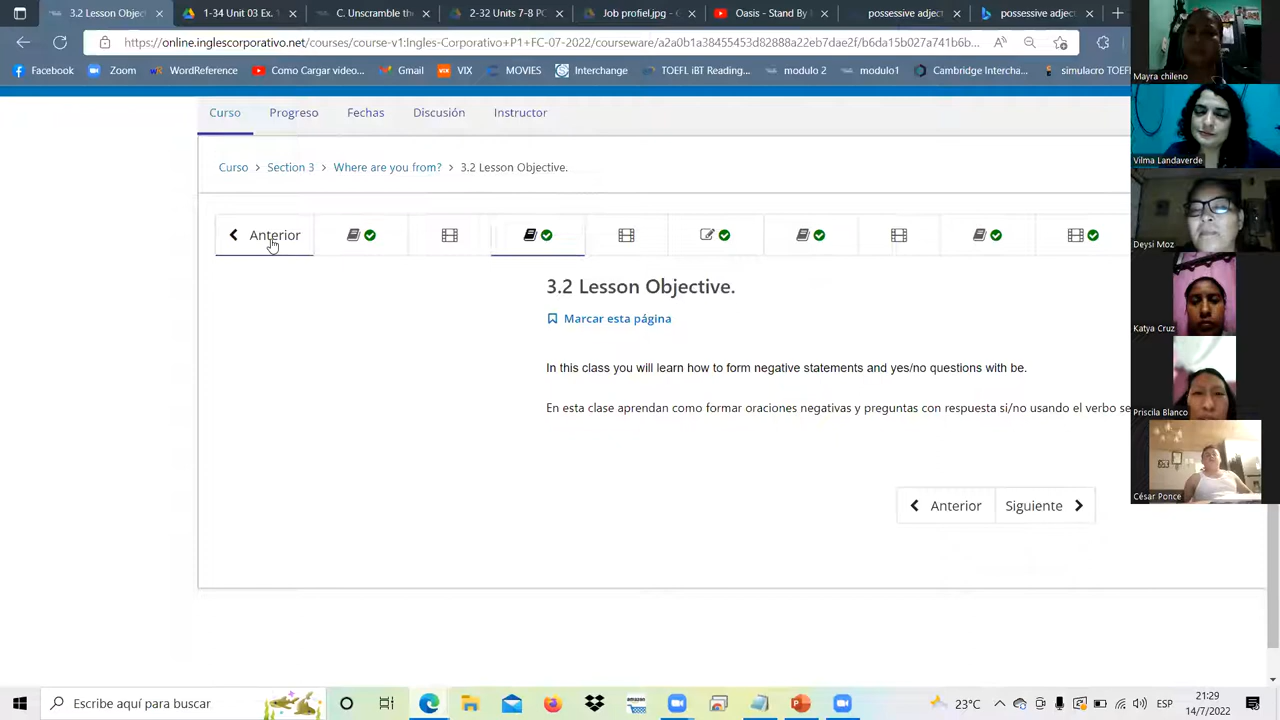 3.2 Lesson Objec
1-34 Unit 03 Ex. 1
C. Unscramble th
2-32 Units 7-8 PC
Job profiel.jpg - G
Oasis - Stand By
possessive adject
possessive adject
https://online.inglescorporativo.net/courses/course-v1:Ingles-Corporativo+P1+FC-07-2022/courseware/a2a0b1a38455453d82888a22eb7dae2f/b6da15b027a741b6b...
Facebook
Zoom
WordReference
Como Cargar video...
Gmail
VIX
MOVIES
Interchange
TOEFL iBT Reading...
modulo 2
modulo1
Cambridge Intercha...
simulacro TOEF
Curso
Progreso
Fechas
Discusión
Instructor
Curso > Section 3 > Where are you from? > 3.2 Lesson Objective.
Anterior
3.2 Lesson Objective.
Marcar esta página
In this class you will learn how to form negative statements and yes/no questions with be.
En esta clase aprendan como formar oraciones negativas y preguntas con respuesta si/no usando el verbo se
Anterior
Siguiente
Mayra chileno
Vilma Landaverde
Deysi Moz
Katya Cruz
Priscila Blanco
César Ponce
Escribe aquí para buscar
amazon
23°C
ESP
21:29
14/7/2022